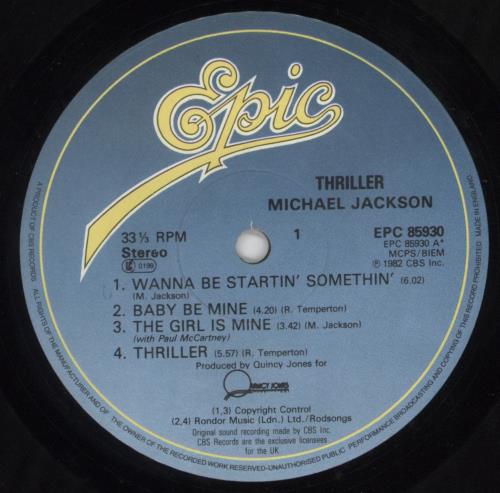 Epic
THRILLER
MICHAEL JACKSON
33⅓ RPM
Stereo
LC 0199
1
EPC 85930
EPC 85930 A*
MCPS/BIEM
℗ 1982 CBS Inc.
1. WANNA BE STARTIN' SOMETHIN' (6.02)
(M. Jackson)
2. BABY BE MINE (4.20) (R. Temperton)
3. THE GIRL IS MINE (3.42) (M. Jackson)
(with Paul McCartney)
4. THRILLER (5.57) (R. Temperton)
Produced by Quincy Jones for
QUINCY JONES
(1,3) Copyright Control
(2,4) Rondor Music (Ldn.) Ltd./Rodsongs
Original sound recording made by CBS Inc.
CBS Records are the exclusive licensees
for the UK
A PRODUCT OF CBS RECORDS
ALL RIGHTS OF THE MANUFACTURER AND OF THE OWNER OF THE RECORDED WORK RESERVED-UNAUTHORISED PUBLIC PERFORMANCE BROADCASTING AND COPYING OF THIS RECORD PROHIBITED
MADE IN ENGLAND